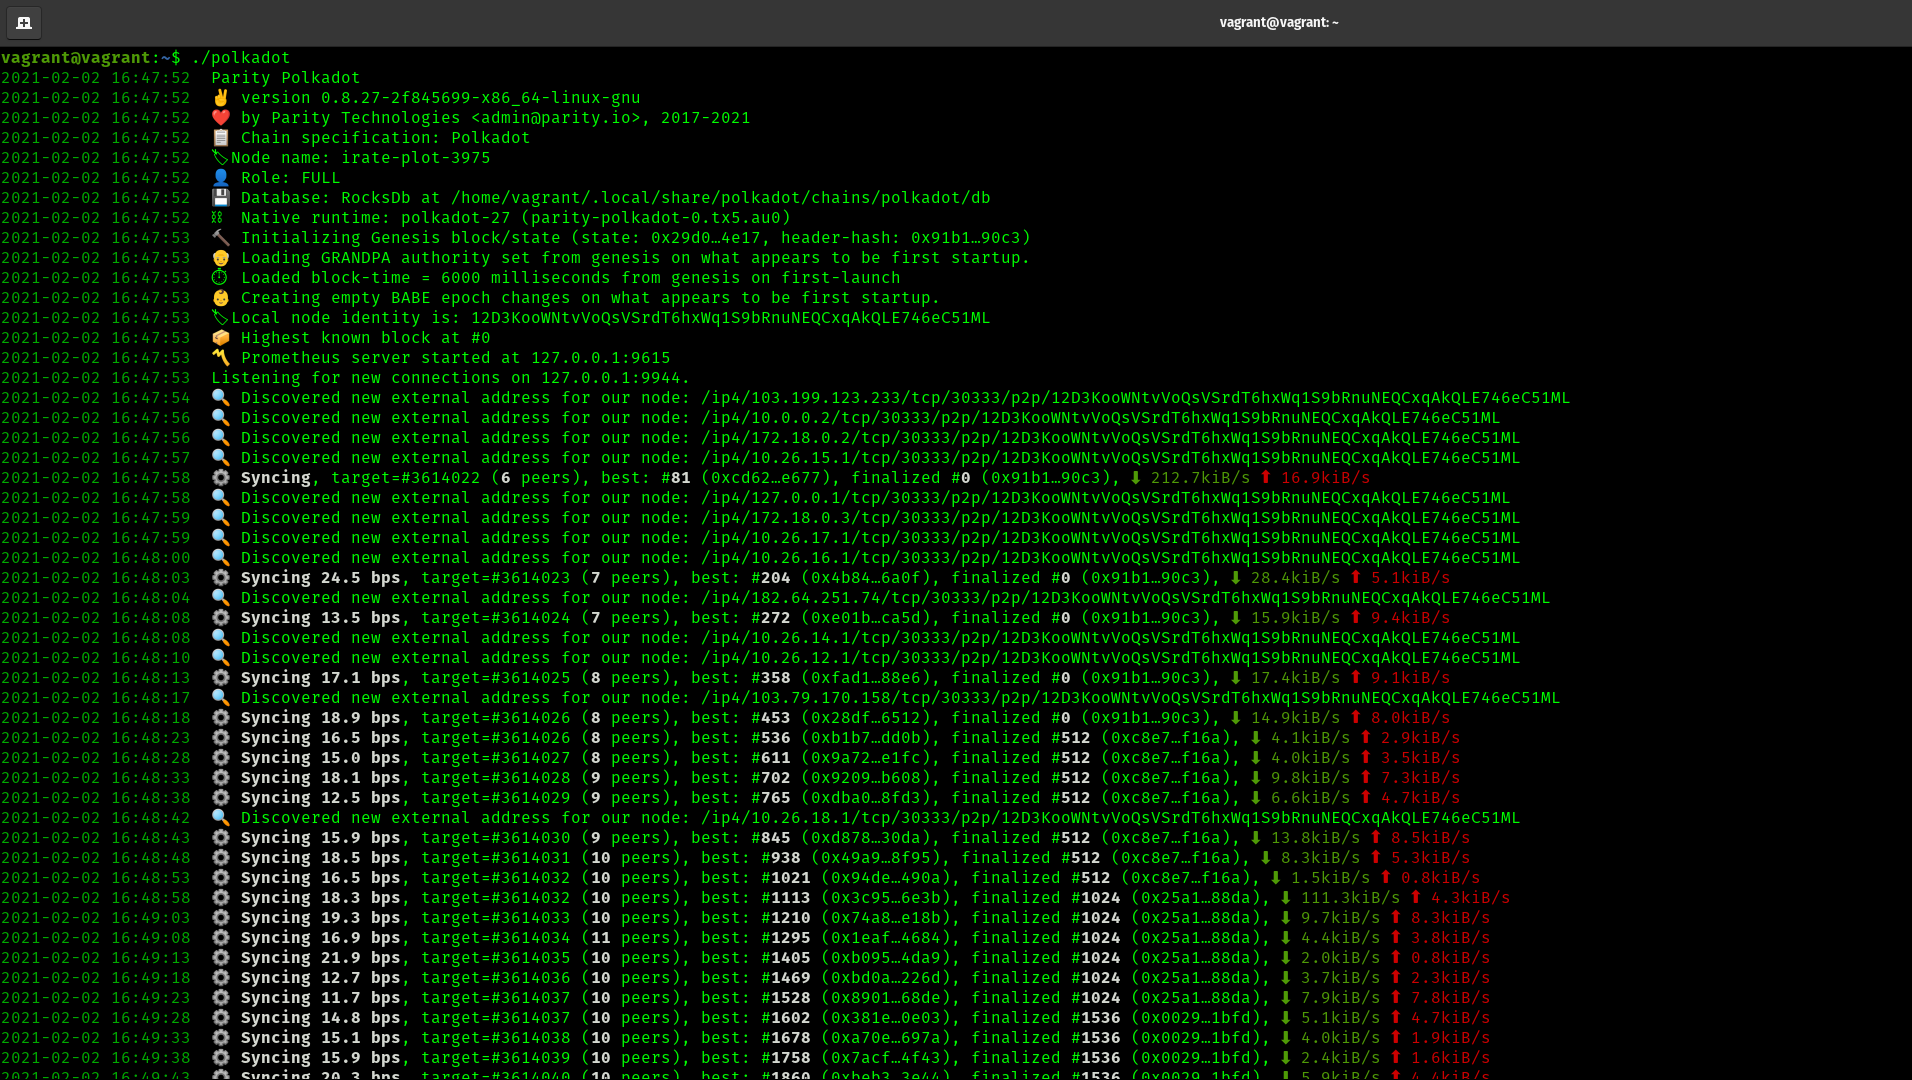 vagrant@vagrant: ~
vagrant@vagrant:~$ ./polkadot
2021-02-02 16:47:52 Parity Polkadot
2021-02-02 16:47:52 ✌️ version 0.8.27-2f845699-x86_64-linux-gnu
2021-02-02 16:47:52 ❤️ by Parity Technologies <admin@parity.io>, 2017-2021
2021-02-02 16:47:52 📋 Chain specification: Polkadot
2021-02-02 16:47:52 🏷Node name: irate-plot-3975
2021-02-02 16:47:52 👤 Role: FULL
2021-02-02 16:47:52 💾 Database: RocksDb at /home/vagrant/.local/share/polkadot/chains/polkadot/db
2021-02-02 16:47:52 ⛓ Native runtime: polkadot-27 (parity-polkadot-0.tx5.au0)
2021-02-02 16:47:53 🔨 Initializing Genesis block/state (state: 0x29d0…4e17, header-hash: 0x91b1…90c3)
2021-02-02 16:47:53 👴 Loading GRANDPA authority set from genesis on what appears to be first startup.
2021-02-02 16:47:53 ⏱ Loaded block-time = 6000 milliseconds from genesis on first-launch
2021-02-02 16:47:53 👶 Creating empty BABE epoch changes on what appears to be first startup.
2021-02-02 16:47:53 🏷Local node identity is: 12D3KooWNtvVoQsVSrdT6hxWq1S9bRnuNEQCxqAkQLE746eC51ML
2021-02-02 16:47:53 📦 Highest known block at #0
2021-02-02 16:47:53 〽️ Prometheus server started at 127.0.0.1:9615
2021-02-02 16:47:53 Listening for new connections on 127.0.0.1:9944.
2021-02-02 16:47:54 🔍 Discovered new external address for our node: /ip4/103.199.123.233/tcp/30333/p2p/12D3KooWNtvVoQsVSrdT6hxWq1S9bRnuNEQCxqAkQLE746eC51ML
2021-02-02 16:47:56 🔍 Discovered new external address for our node: /ip4/10.0.0.2/tcp/30333/p2p/12D3KooWNtvVoQsVSrdT6hxWq1S9bRnuNEQCxqAkQLE746eC51ML
2021-02-02 16:47:56 🔍 Discovered new external address for our node: /ip4/172.18.0.2/tcp/30333/p2p/12D3KooWNtvVoQsVSrdT6hxWq1S9bRnuNEQCxqAkQLE746eC51ML
2021-02-02 16:47:57 🔍 Discovered new external address for our node: /ip4/10.26.15.1/tcp/30333/p2p/12D3KooWNtvVoQsVSrdT6hxWq1S9bRnuNEQCxqAkQLE746eC51ML
2021-02-02 16:47:58 ⚙️ Syncing, target=#3614022 (6 peers), best: #81 (0xcd62…e677), finalized #0 (0x91b1…90c3), ⬇ 212.7kiB/s ⬆ 16.9kiB/s
2021-02-02 16:47:58 🔍 Discovered new external address for our node: /ip4/127.0.0.1/tcp/30333/p2p/12D3KooWNtvVoQsVSrdT6hxWq1S9bRnuNEQCxqAkQLE746eC51ML
2021-02-02 16:47:59 🔍 Discovered new external address for our node: /ip4/172.18.0.3/tcp/30333/p2p/12D3KooWNtvVoQsVSrdT6hxWq1S9bRnuNEQCxqAkQLE746eC51ML
2021-02-02 16:47:59 🔍 Discovered new external address for our node: /ip4/10.26.17.1/tcp/30333/p2p/12D3KooWNtvVoQsVSrdT6hxWq1S9bRnuNEQCxqAkQLE746eC51ML
2021-02-02 16:48:00 🔍 Discovered new external address for our node: /ip4/10.26.16.1/tcp/30333/p2p/12D3KooWNtvVoQsVSrdT6hxWq1S9bRnuNEQCxqAkQLE746eC51ML
2021-02-02 16:48:03 ⚙️ Syncing 24.5 bps, target=#3614023 (7 peers), best: #204 (0x4b84…6a0f), finalized #0 (0x91b1…90c3), ⬇ 28.4kiB/s ⬆ 5.1kiB/s
2021-02-02 16:48:04 🔍 Discovered new external address for our node: /ip4/182.64.251.74/tcp/30333/p2p/12D3KooWNtvVoQsVSrdT6hxWq1S9bRnuNEQCxqAkQLE746eC51ML
2021-02-02 16:48:08 ⚙️ Syncing 13.5 bps, target=#3614024 (7 peers), best: #272 (0xe01b…ca5d), finalized #0 (0x91b1…90c3), ⬇ 15.9kiB/s ⬆ 9.4kiB/s
2021-02-02 16:48:08 🔍 Discovered new external address for our node: /ip4/10.26.14.1/tcp/30333/p2p/12D3KooWNtvVoQsVSrdT6hxWq1S9bRnuNEQCxqAkQLE746eC51ML
2021-02-02 16:48:10 🔍 Discovered new external address for our node: /ip4/10.26.12.1/tcp/30333/p2p/12D3KooWNtvVoQsVSrdT6hxWq1S9bRnuNEQCxqAkQLE746eC51ML
2021-02-02 16:48:13 ⚙️ Syncing 17.1 bps, target=#3614025 (8 peers), best: #358 (0xfad1…88e6), finalized #0 (0x91b1…90c3), ⬇ 17.4kiB/s ⬆ 9.1kiB/s
2021-02-02 16:48:17 🔍 Discovered new external address for our node: /ip4/103.79.170.158/tcp/30333/p2p/12D3KooWNtvVoQsVSrdT6hxWq1S9bRnuNEQCxqAkQLE746eC51ML
2021-02-02 16:48:18 ⚙️ Syncing 18.9 bps, target=#3614026 (8 peers), best: #453 (0x28df…6512), finalized #0 (0x91b1…90c3), ⬇ 14.9kiB/s ⬆ 8.0kiB/s
2021-02-02 16:48:23 ⚙️ Syncing 16.5 bps, target=#3614026 (8 peers), best: #536 (0xb1b7…dd0b), finalized #512 (0xc8e7…f16a), ⬇ 4.1kiB/s ⬆ 2.9kiB/s
2021-02-02 16:48:28 ⚙️ Syncing 15.0 bps, target=#3614027 (8 peers), best: #611 (0x9a72…e1fc), finalized #512 (0xc8e7…f16a), ⬇ 4.0kiB/s ⬆ 3.5kiB/s
2021-02-02 16:48:33 ⚙️ Syncing 18.1 bps, target=#3614028 (9 peers), best: #702 (0x9209…b608), finalized #512 (0xc8e7…f16a), ⬇ 9.8kiB/s ⬆ 7.3kiB/s
2021-02-02 16:48:38 ⚙️ Syncing 12.5 bps, target=#3614029 (9 peers), best: #765 (0xdba0…8fd3), finalized #512 (0xc8e7…f16a), ⬇ 6.6kiB/s ⬆ 4.7kiB/s
2021-02-02 16:48:42 🔍 Discovered new external address for our node: /ip4/10.26.18.1/tcp/30333/p2p/12D3KooWNtvVoQsVSrdT6hxWq1S9bRnuNEQCxqAkQLE746eC51ML
2021-02-02 16:48:43 ⚙️ Syncing 15.9 bps, target=#3614030 (9 peers), best: #845 (0xd878…30da), finalized #512 (0xc8e7…f16a), ⬇ 13.8kiB/s ⬆ 8.5kiB/s
2021-02-02 16:48:48 ⚙️ Syncing 18.5 bps, target=#3614031 (10 peers), best: #938 (0x49a9…8f95), finalized #512 (0xc8e7…f16a), ⬇ 8.3kiB/s ⬆ 5.3kiB/s
2021-02-02 16:48:53 ⚙️ Syncing 16.5 bps, target=#3614032 (10 peers), best: #1021 (0x94de…490a), finalized #512 (0xc8e7…f16a), ⬇ 1.5kiB/s ⬆ 0.8kiB/s
2021-02-02 16:48:58 ⚙️ Syncing 18.3 bps, target=#3614032 (10 peers), best: #1113 (0x3c95…6e3b), finalized #1024 (0x25a1…88da), ⬇ 111.3kiB/s ⬆ 4.3kiB/s
2021-02-02 16:49:03 ⚙️ Syncing 19.3 bps, target=#3614033 (10 peers), best: #1210 (0x74a8…e18b), finalized #1024 (0x25a1…88da), ⬇ 9.7kiB/s ⬆ 8.3kiB/s
2021-02-02 16:49:08 ⚙️ Syncing 16.9 bps, target=#3614034 (11 peers), best: #1295 (0x1eaf…4684), finalized #1024 (0x25a1…88da), ⬇ 4.4kiB/s ⬆ 3.8kiB/s
2021-02-02 16:49:13 ⚙️ Syncing 21.9 bps, target=#3614035 (10 peers), best: #1405 (0xb095…4da9), finalized #1024 (0x25a1…88da), ⬇ 2.0kiB/s ⬆ 0.8kiB/s
2021-02-02 16:49:18 ⚙️ Syncing 12.7 bps, target=#3614036 (10 peers), best: #1469 (0xbd0a…226d), finalized #1024 (0x25a1…88da), ⬇ 3.7kiB/s ⬆ 2.3kiB/s
2021-02-02 16:49:23 ⚙️ Syncing 11.7 bps, target=#3614037 (10 peers), best: #1528 (0x8901…68de), finalized #1024 (0x25a1…88da), ⬇ 7.9kiB/s ⬆ 7.8kiB/s
2021-02-02 16:49:28 ⚙️ Syncing 14.8 bps, target=#3614037 (10 peers), best: #1602 (0x381e…0e03), finalized #1536 (0x0029…1bfd), ⬇ 5.1kiB/s ⬆ 4.7kiB/s
2021-02-02 16:49:33 ⚙️ Syncing 15.1 bps, target=#3614038 (10 peers), best: #1678 (0xa70e…697a), finalized #1536 (0x0029…1bfd), ⬇ 4.0kiB/s ⬆ 1.9kiB/s
2021-02-02 16:49:38 ⚙️ Syncing 15.9 bps, target=#3614039 (10 peers), best: #1758 (0x7acf…4f43), finalized #1536 (0x0029…1bfd), ⬇ 2.4kiB/s ⬆ 1.6kiB/s
2021-02-02 16:49:43 ⚙️ Syncing 20.3 bps, target=#3614040 (10 peers), best: #1860 finalized #1536 (0x0029…1bfd), ⬇ 5.9kiB/s ⬆ 4.4kiB/s